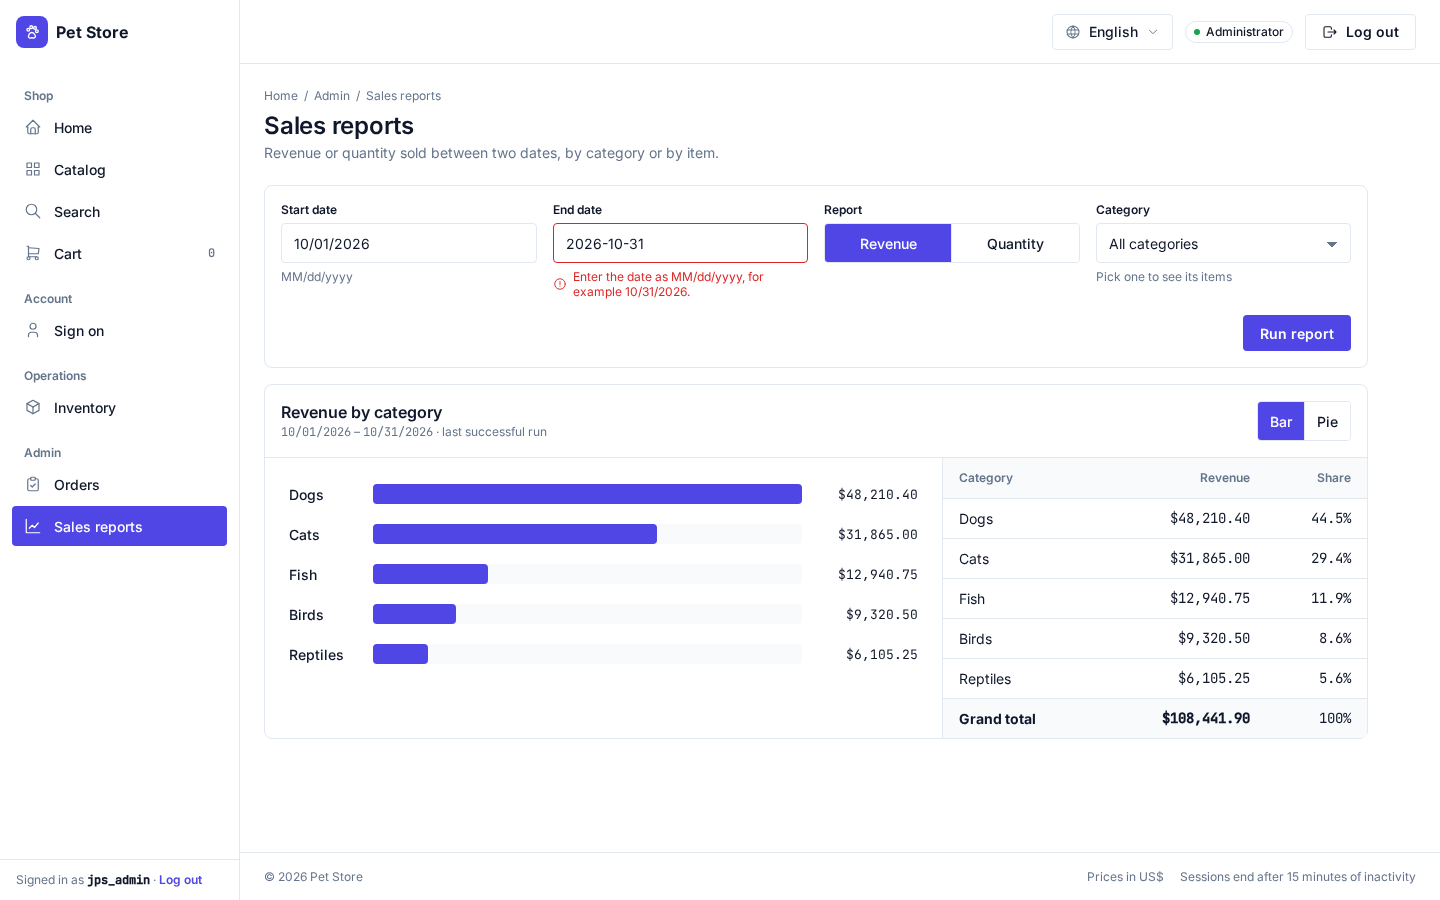 Pet Store
English
Administrator
Log out
Shop
Home
Catalog
Search
Cart 0
Account
Sign on
Operations
Inventory
Admin
Orders
Sales reports
Signed in as jps_admin · Log out
Home / Admin / Sales reports
Sales reports
Revenue or quantity sold between two dates, by category or by item.
Start date
10/01/2026
MM/dd/yyyy
End date
2026-10-31
Enter the date as MM/dd/yyyy, for
example 10/31/2026.
Report
Revenue Quantity
Category
All categories
Pick one to see its items
Run report
Revenue by category
10/01/2026 – 10/31/2026 · last successful run
Bar Pie
Dogs $48,210.40
Cats $31,865.00
Fish $12,940.75
Birds $9,320.50
Reptiles $6,105.25
Category Revenue Share
Dogs $48,210.40 44.5%
Cats $31,865.00 29.4%
Fish $12,940.75 11.9%
Birds $9,320.50 8.6%
Reptiles $6,105.25 5.6%
Grand total $108,441.90 100%
© 2026 Pet Store
Prices in US$ Sessions end after 15 minutes of inactivity